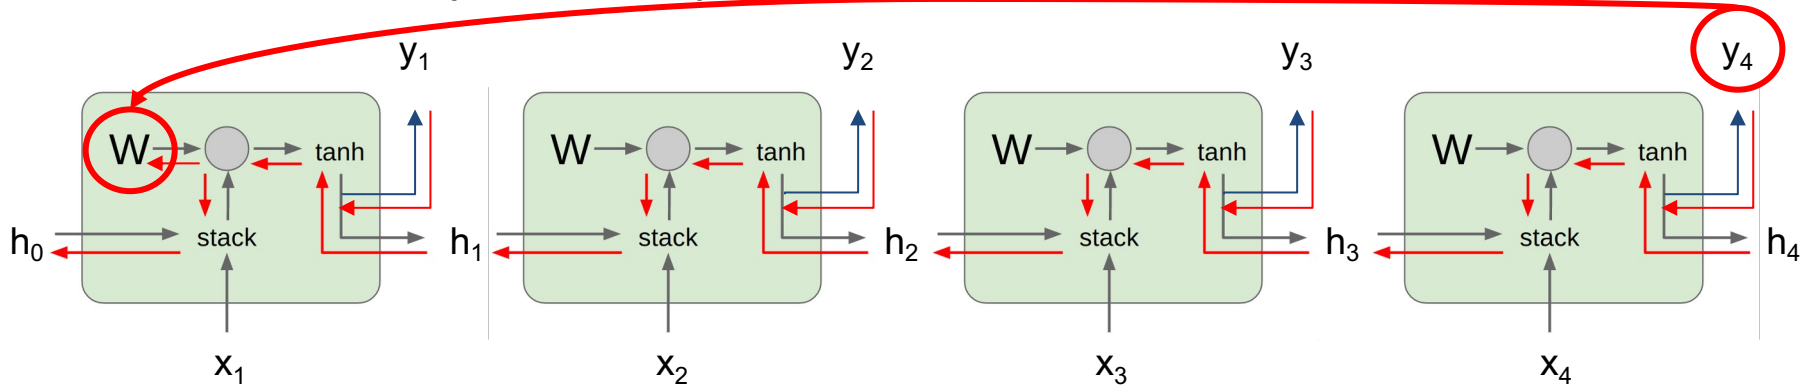 y₁ y₂ y₃ y₄
W tanh W tanh W tanh W tanh
h₀ stack h₁ stack h₂ stack h₃ stack h₄
x₁ x₂ x₃ x₄